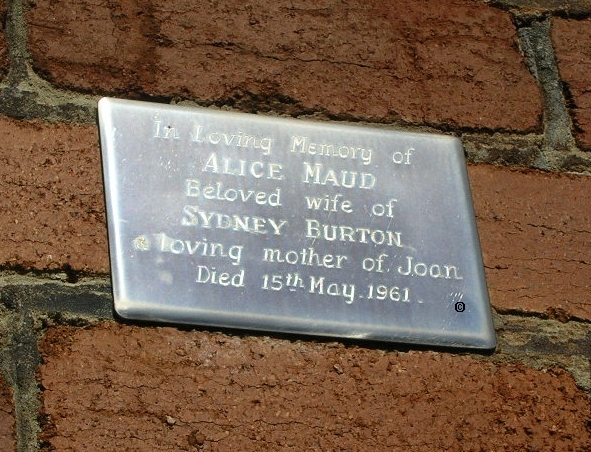 In Loving Memory of
ALICE MAUD
Beloved wife of
SYDNEY BURTON
& loving mother of Joan
Died 15th May. 1961.
©